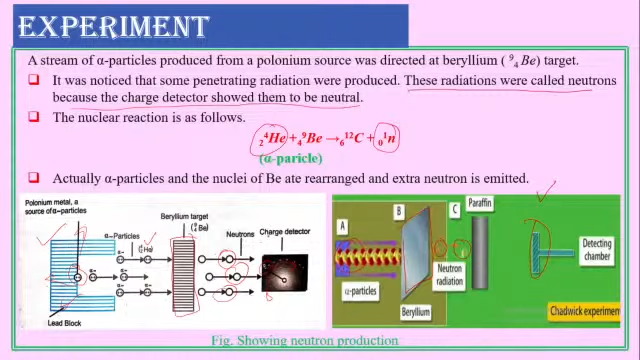 EXPERIMENT
A stream of α-particles produced from a polonium source was directed at beryllium ( ⁹₄Be) target.
❑ It was noticed that some penetrating radiation were produced. These radiations were called neutrons
because the charge detector showed them to be neutral.
❑ The nuclear reaction is as follows.
₂⁴He+₄⁹Be→₆¹²C+₀¹n
(α-paricle)
❑ Actually α-particles and the nuclei of Be ate rearranged and extra neutron is emitted.
Polonium metal, a
source of α-particles
α-Particles
(⁴₂He)
Beryllium target
(⁹₄Be)
Neutrons
Charge detector
Lead Block
A
B
C
Paraffin
α-particles
Beryllium
Neutron
radiation
Detecting
chamber
Chadwick experimen
Fig. Showing neutron production